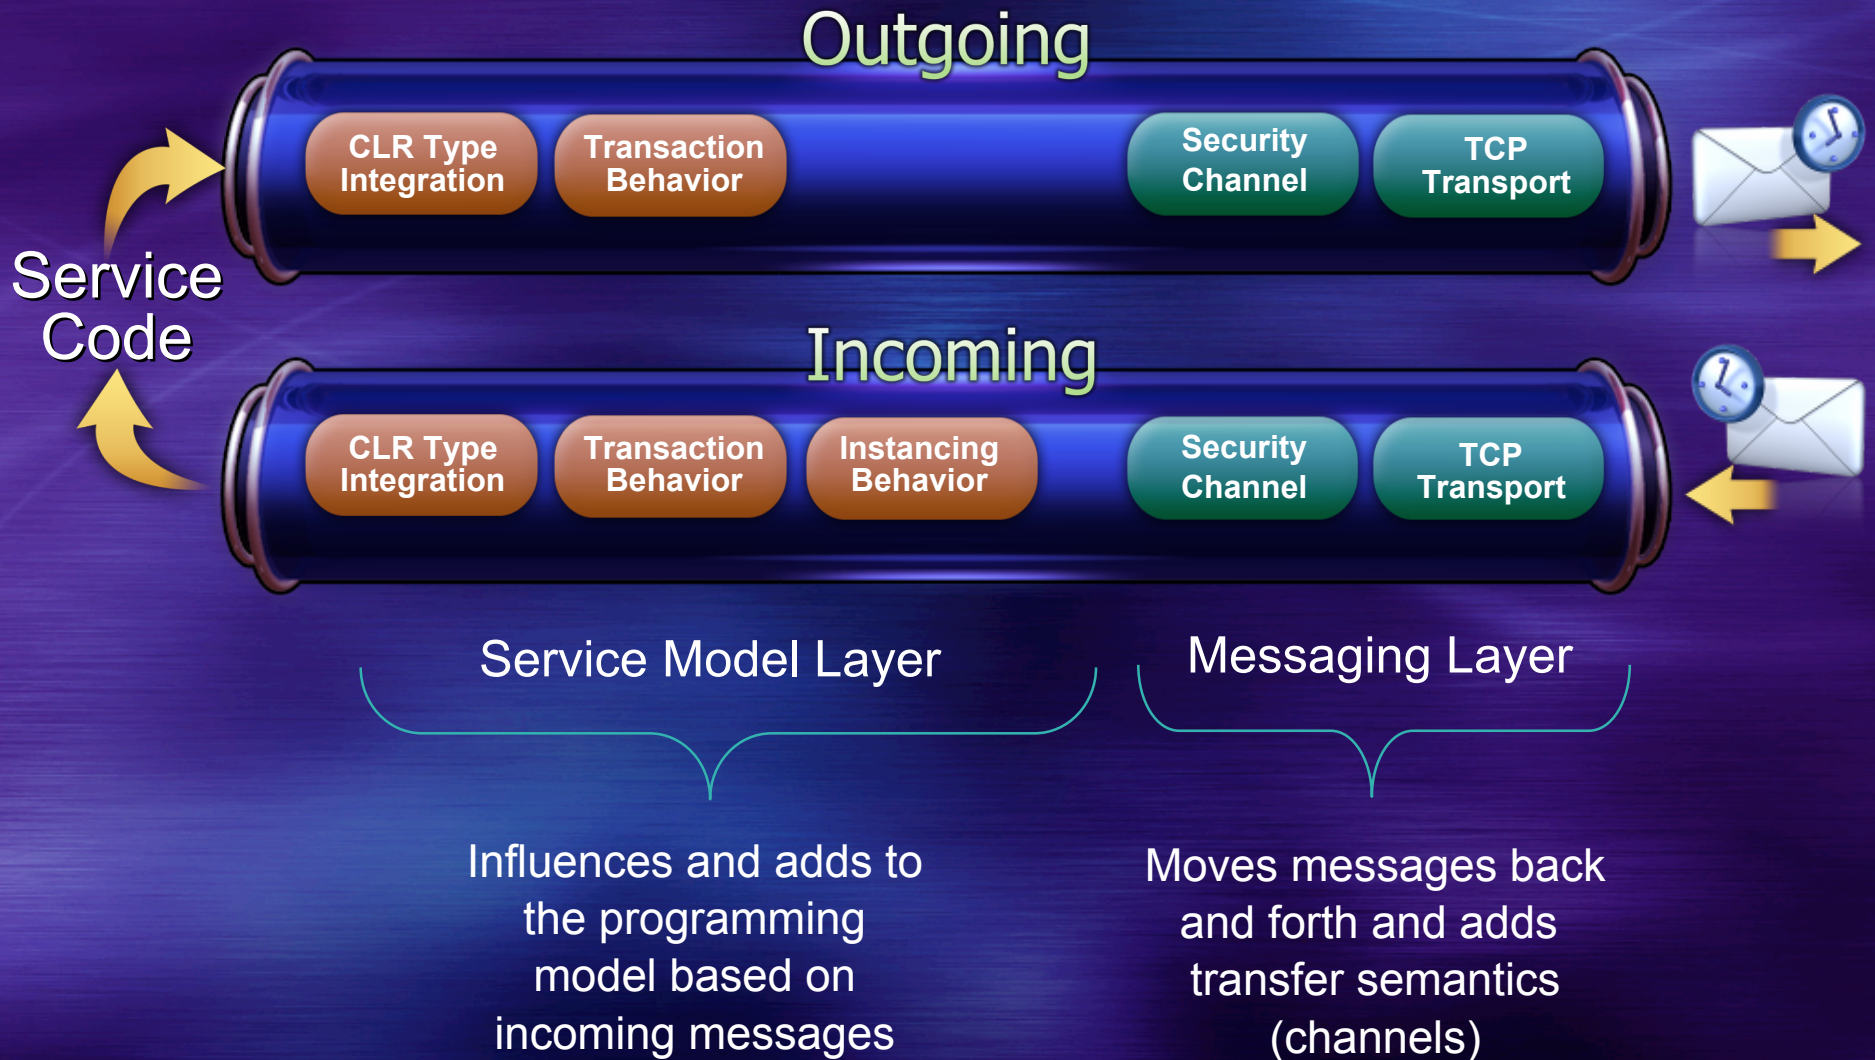 Outgoing
CLR Type
Integration
Transaction
Behavior
Security
Channel
TCP
Transport
Service
Code
Incoming
CLR Type
Integration
Transaction
Behavior
Instancing
Behavior
Security
Channel
TCP
Transport
Service Model Layer
Influences and adds to
the programming
model based on
incoming messages
Messaging Layer
Moves messages back
and forth and adds
transfer semantics
(channels)